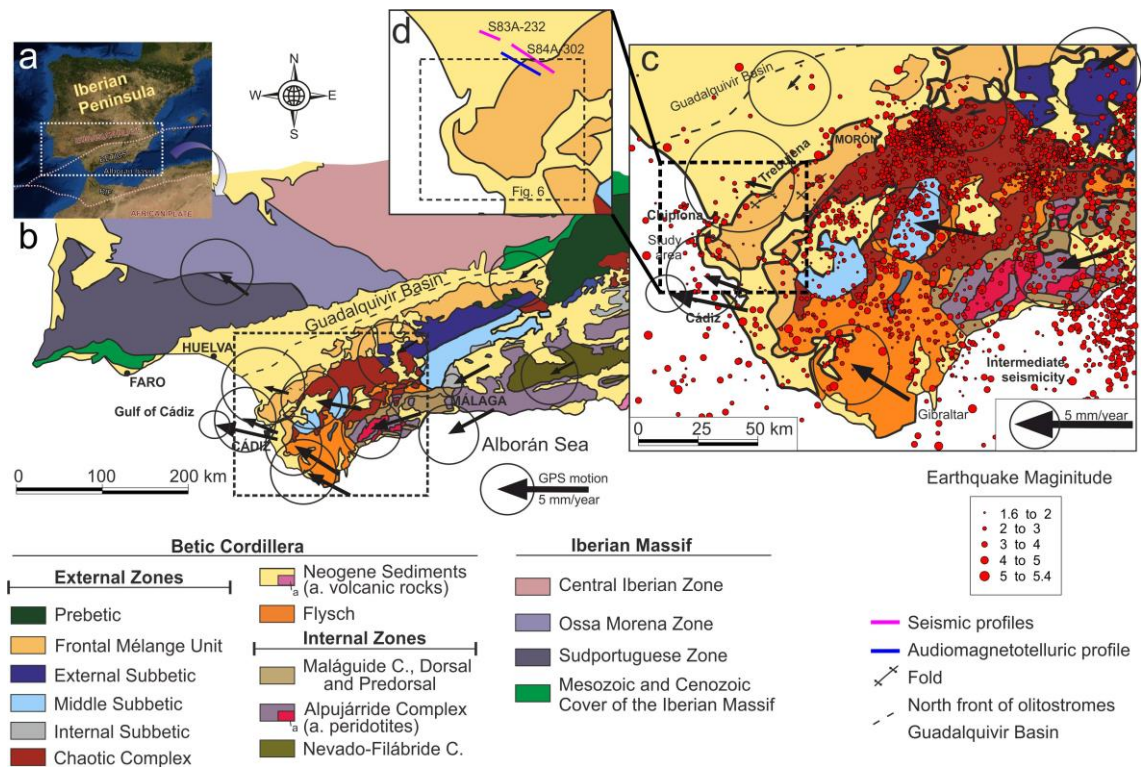 a
Iberian
Peninsula
AFRICAN PLATE
N
W E
S
d
S83A-232
S84A-302
Fig. 6
c
Guadalquivir Basin
MORÓN
Trebujena
Chipiona
Study
area
Cádiz
Intermediate
seismicity
Gibraltar
0 25 50 km
5 mm/year
b
Guadalquivir Basin
HUELVA
FARO
Gulf of Cádiz
CÁDIZ
MÁLAGA
Alborán Sea
0 100 200 km
GPS motion
5 mm/year
Earthquake Maginitude
1.6 to 2
2 to 3
3 to 4
4 to 5
5 to 5.4
Betic Cordillera
External Zones
Prebetic
Frontal Mélange Unit
External Subbetic
Middle Subbetic
Internal Subbetic
Chaotic Complex
Neogene Sediments
(a. volcanic rocks)
a
Flysch
Internal Zones
Maláguide C., Dorsal
and Predorsal
Alpujárride Complex
(a. peridotites)
a
Nevado-Filábride C.
Iberian Massif
Central Iberian Zone
Ossa Morena Zone
Sudportuguese Zone
Mesozoic and Cenozoic
Cover of the Iberian Massif
Seismic profiles
Audiomagnetotelluric profile
Fold
North front of olitostromes
Guadalquivir Basin